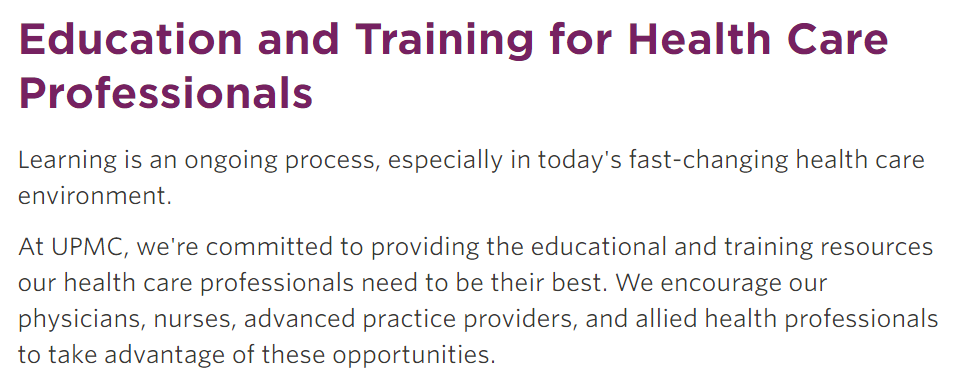 Education and Training for Health Care
Professionals
Learning is an ongoing process, especially in today's fast-changing health care
environment.
At UPMC, we're committed to providing the educational and training resources
our health care professionals need to be their best. We encourage our
physicians, nurses, advanced practice providers, and allied health professionals
to take advantage of these opportunities.